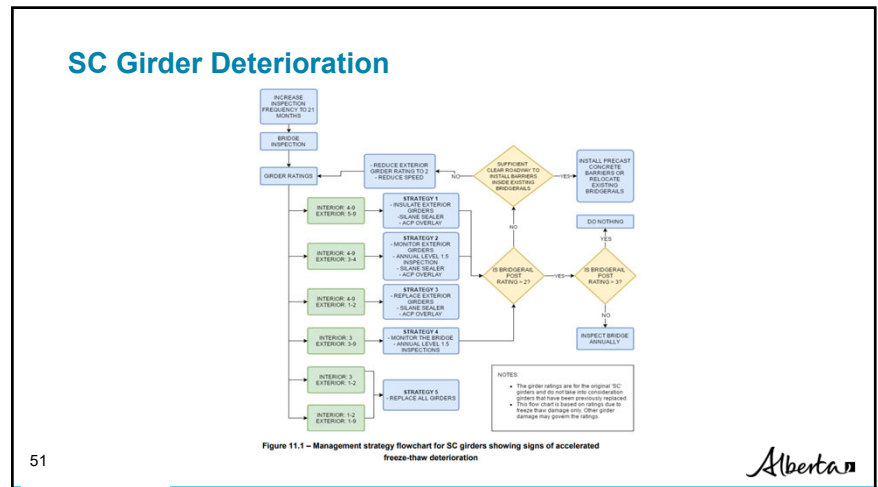 SC Girder Deterioration
INCREASE
INSPECTION
FREQUENCY TO 21
MONTHS
BRIDGE
INSPECTION
GIRDER RATINGS
- REDUCE EXTERIOR
GIRDER RATING TO 2
- REDUCE SPEED
NO
SUFFICIENT
CLEAR ROADWAY TO
INSTALL BARRIERS
INSIDE EXISTING
BRIDGERAILS
YES
INSTALL PRECAST
CONCRETE
BARRIERS OR
RELOCATE
EXISTING
BRIDGERAILS
INTERIOR: 4-9
EXTERIOR: 5-9
STRATEGY 1
- INSULATE EXTERIOR
GIRDERS
- SILANE SEALER
- ACP OVERLAY
INTERIOR: 4-9
EXTERIOR: 3-4
STRATEGY 2
- MONITOR EXTERIOR
GIRDERS
- ANNUAL LEVEL 1.5
INSPECTION
- SILANE SEALER
- ACP OVERLAY
NO
DO NOTHING
YES
IS BRIDGERAIL
POST
RATING > 2?
YES
IS BRIDGERAIL
POST
RATING > 3?
INTERIOR: 4-9
EXTERIOR: 1-2
STRATEGY 3
- REPLACE EXTERIOR
GIRDERS
- SILANE SEALER
- ACP OVERLAY
NO
INTERIOR: 3
EXTERIOR: 3-9
STRATEGY 4
- MONITOR THE BRIDGE
- ANNUAL LEVEL 1.5
INSPECTIONS
INSPECT BRIDGE
ANNUALLY
INTERIOR: 3
EXTERIOR: 1-2
STRATEGY 5
- REPLACE ALL GIRDERS
INTERIOR: 1-2
EXTERIOR: 1-9
NOTES:
• The girder ratings are for the original 'SC'
girders and do not take into consideration
girders that have been previously replaced.
• This flow chart is based on ratings due to
freeze thaw damage only. Other girder
damage may govern the ratings.
Figure 11.1 – Management strategy flowchart for SC girders showing signs of accelerated
freeze-thaw deterioration
51
Alberta